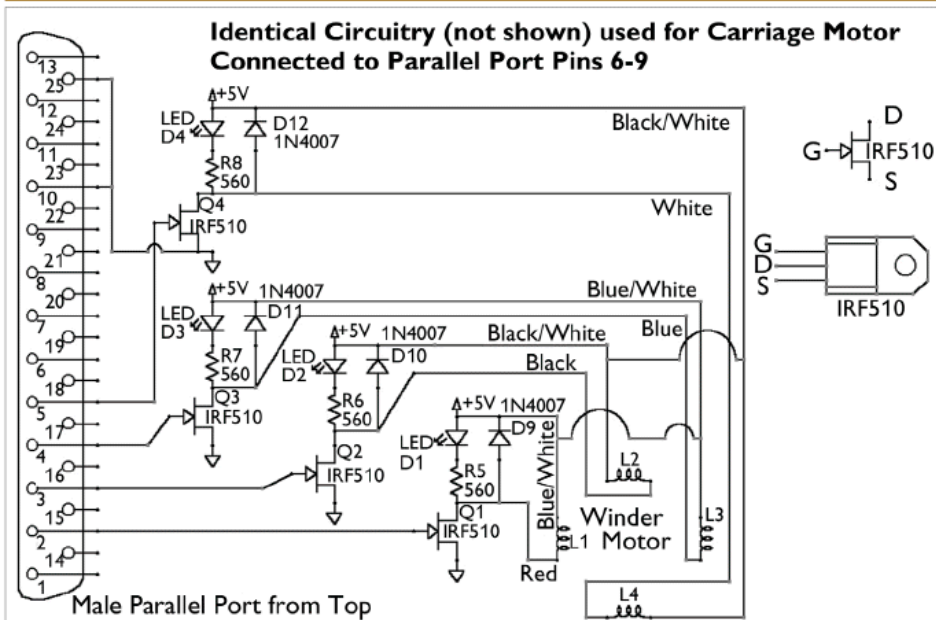 Identical Circuitry (not shown) used for Carriage Motor
Connected to Parallel Port Pins 6-9
13
25
12
24
11
23
10
22
9
21
8
20
7
19
6
18
5
17
4
16
3
15
2
14
1
+5V
LED
D4
D12
1N4007
R8
560
Q4
IRF510
Black/White
White
D
G
IRF510
S
G
D
S
IRF510
+5V
1N4007
LED
D3
D11
R7
560
Q3
IRF510
Blue/White
Blue
+5V
1N4007
LED
D2
D10
R6
560
Q2
IRF510
Black/White
Black
+5V
1N4007
LED
D1
D9
R5
560
Q1
IRF510
Blue/White
Red
L1
L2
L3
L4
Winder
Motor
Male Parallel Port from Top